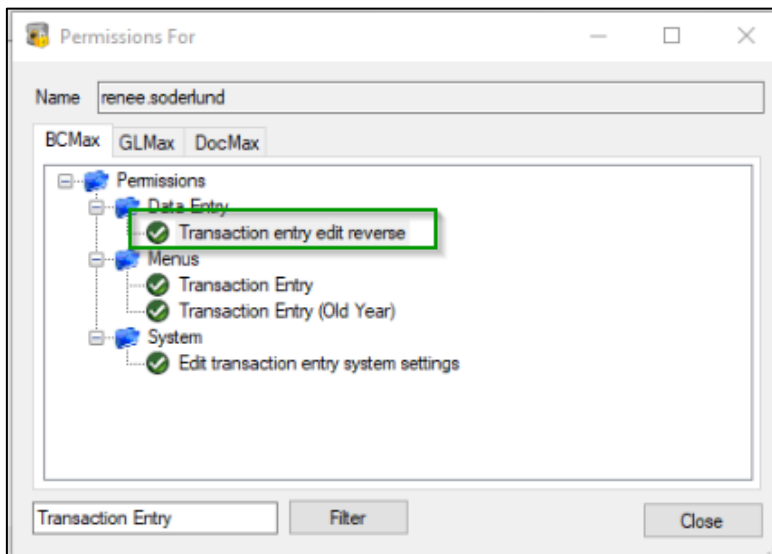 Permissions For
Name renee.soderlund
BCMax GLMax DocMax
Permissions
Data Entry
Transaction entry edit reverse
Menus
Transaction Entry
Transaction Entry (Old Year)
System
Edit transaction entry system settings
Transaction Entry Filter Close